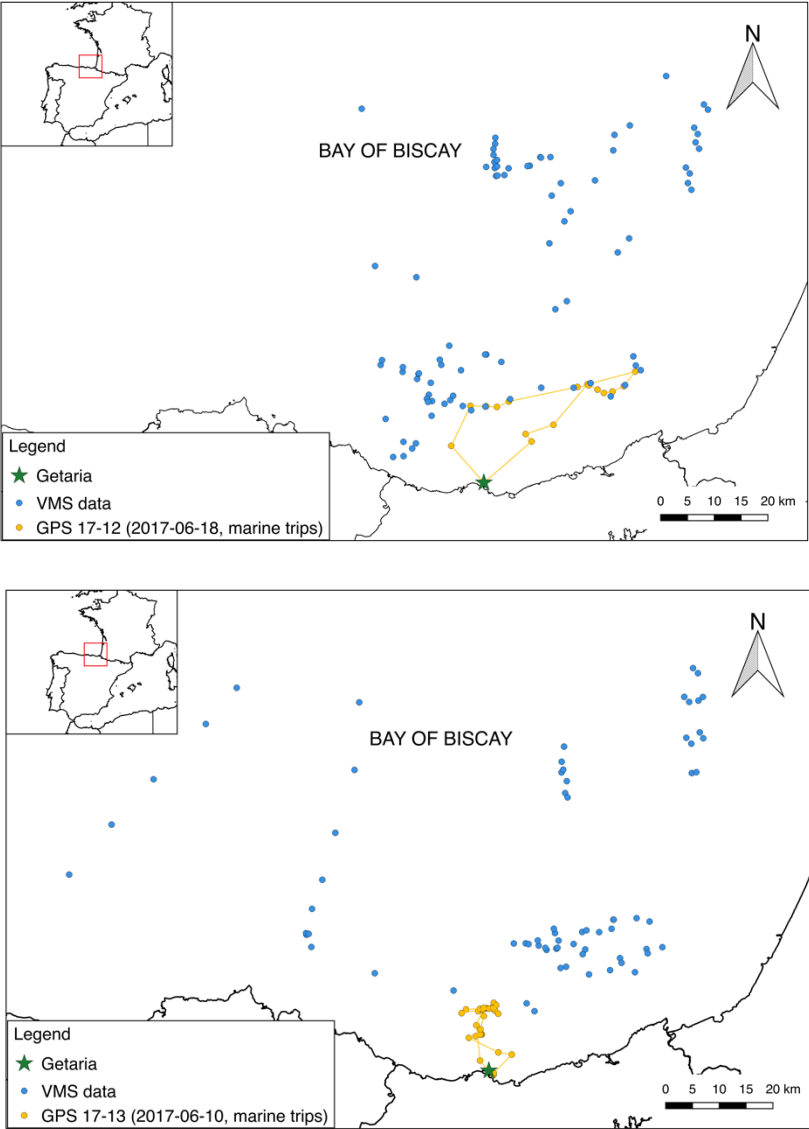 N
BAY OF BISCAY
Legend
Getaria
VMS data
GPS 17-12 (2017-06-18, marine trips)
0 5 10 15 20 km
N
BAY OF BISCAY
Legend
Getaria
VMS data
GPS 17-13 (2017-06-10, marine trips)
0 5 10 15 20 km